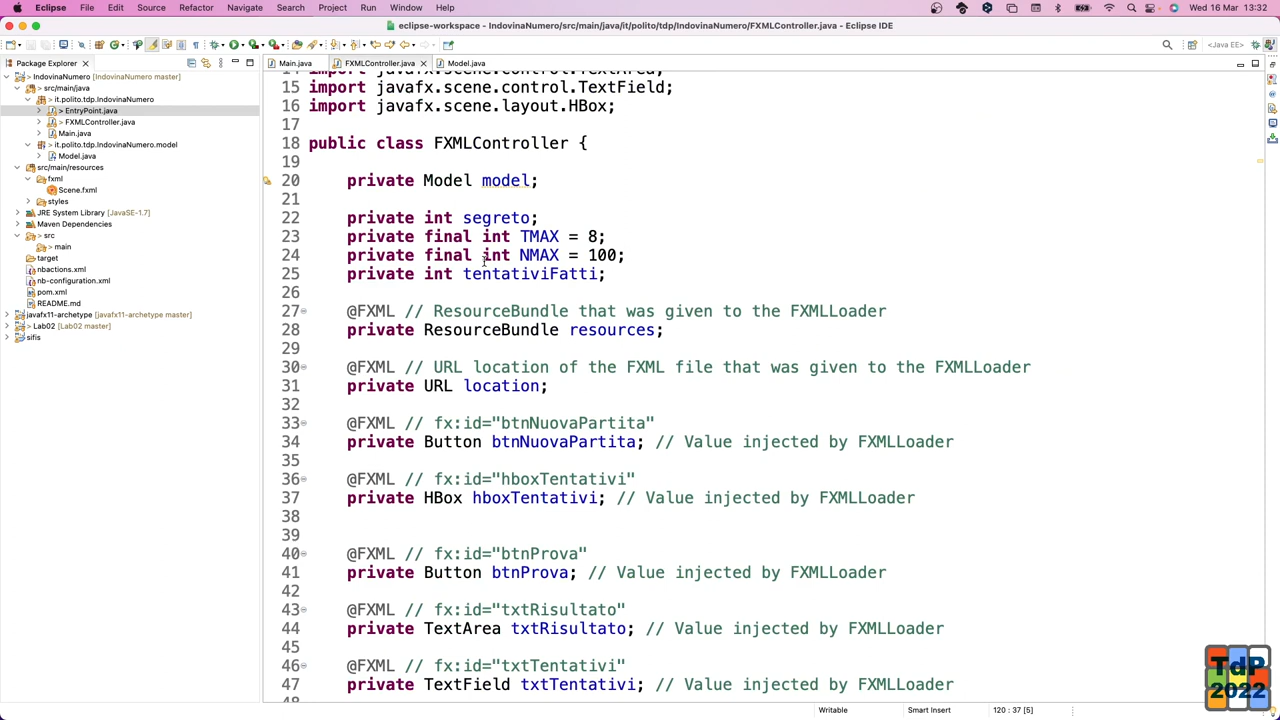 Eclipse File Edit Source Refactor Navigate Search Project Run Window Help
Wed 16 Mar 09:13:32
eclipse-workspace - IndovinaNumero/src/main/java/it/polito/tdp/IndovinaNumero/FXMLController.java - Eclipse IDE
<Java EE>
Package Explorer
Main.java
FXMLController.java
Model.java
IndovinaNumero [IndovinaNumero master]
> src/main/java
> it.polito.tdp.IndovinaNumero
> EntryPoint.java
> FXMLController.java
Main.java
> it.polito.tdp.IndovinaNumero.model
Model.java
src/main/resources
fxml
Scene.fxml
styles
JRE System Library [JavaSE-1.7]
Maven Dependencies
> src
main
target
nbactions.xml
nb-configuration.xml
pom.xml
README.md
javafx11-archetype [javafx11-archetype master]
> Lab02 [Lab02 master]
sifis
14 import javafx.scene.control.TextArea;
15 import javafx.scene.control.TextField;
16 import javafx.scene.layout.HBox;
17
18 public class FXMLController {
19
20 private Model model;
21
22 private int segreto;
23 private final int TMAX = 8;
24 private final int NMAX = 100;
25 private int tentativiFatti;
26
27 @FXML // ResourceBundle that was given to the FXMLLoader
28 private ResourceBundle resources;
29
30 @FXML // URL location of the FXML file that was given to the FXMLLoader
31 private URL location;
32
33 @FXML // fx:id="btnNuovaPartita"
34 private Button btnNuovaPartita; // Value injected by FXMLLoader
35
36 @FXML // fx:id="hboxTentativi"
37 private HBox hboxTentativi; // Value injected by FXMLLoader
38
39
40 @FXML // fx:id="btnProva"
41 private Button btnProva; // Value injected by FXMLLoader
42
43 @FXML // fx:id="txtRisultato"
44 private TextArea txtRisultato; // Value injected by FXMLLoader
45
46 @FXML // fx:id="txtTentativi"
47 private TextField txtTentativi; // Value injected by FXMLLoader
TdP
2022
Writable
Smart Insert
120 : 37 [5]